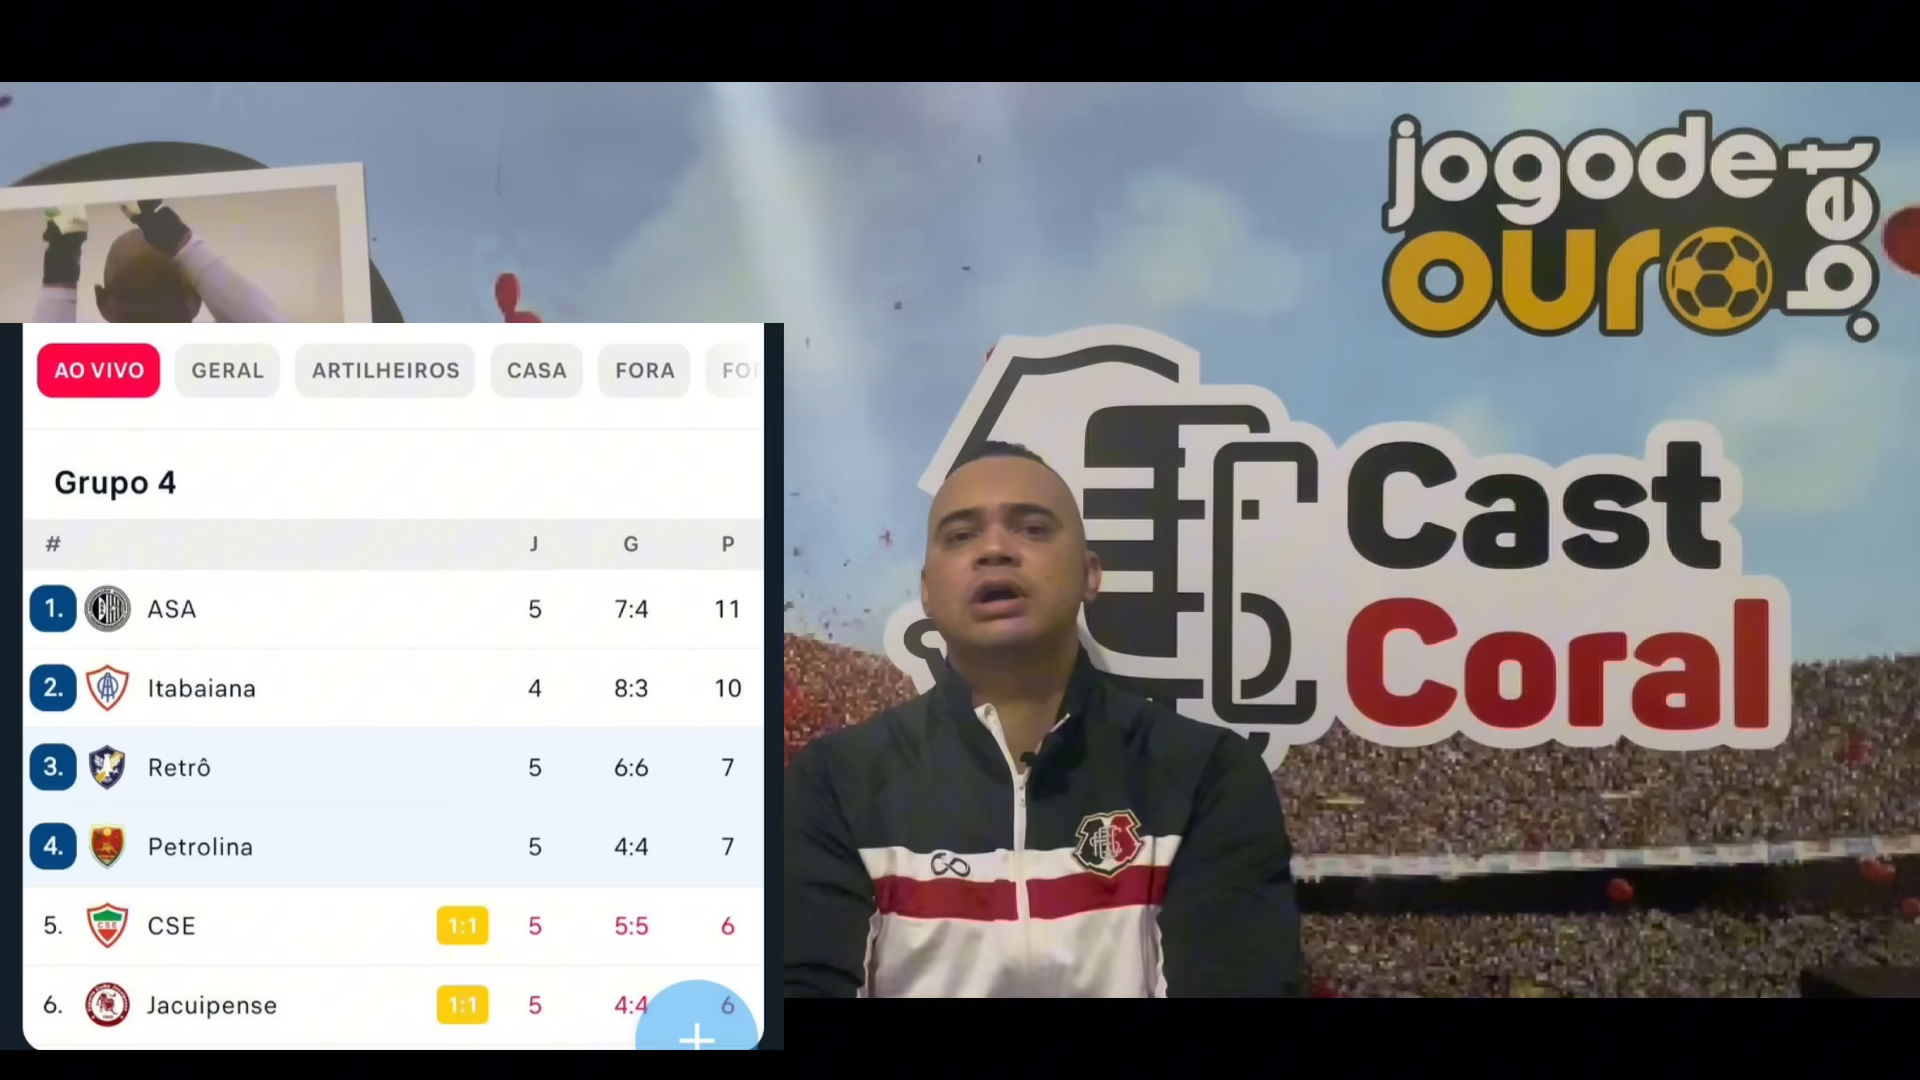 jogode
ouro
.bet
AO VIVO GERAL ARTILHEIROS CASA FORA
Grupo 4
# J G P
1. ASA 5 7:4 11
2. Itabaiana 4 8:3 10
3. Retrô 5 6:6 7
4. Petrolina 5 4:4 7
5. CSE 1:1 5 5:5 6
6. Jacuipense 1:1 5 4:4 6
+
Cast
Coral